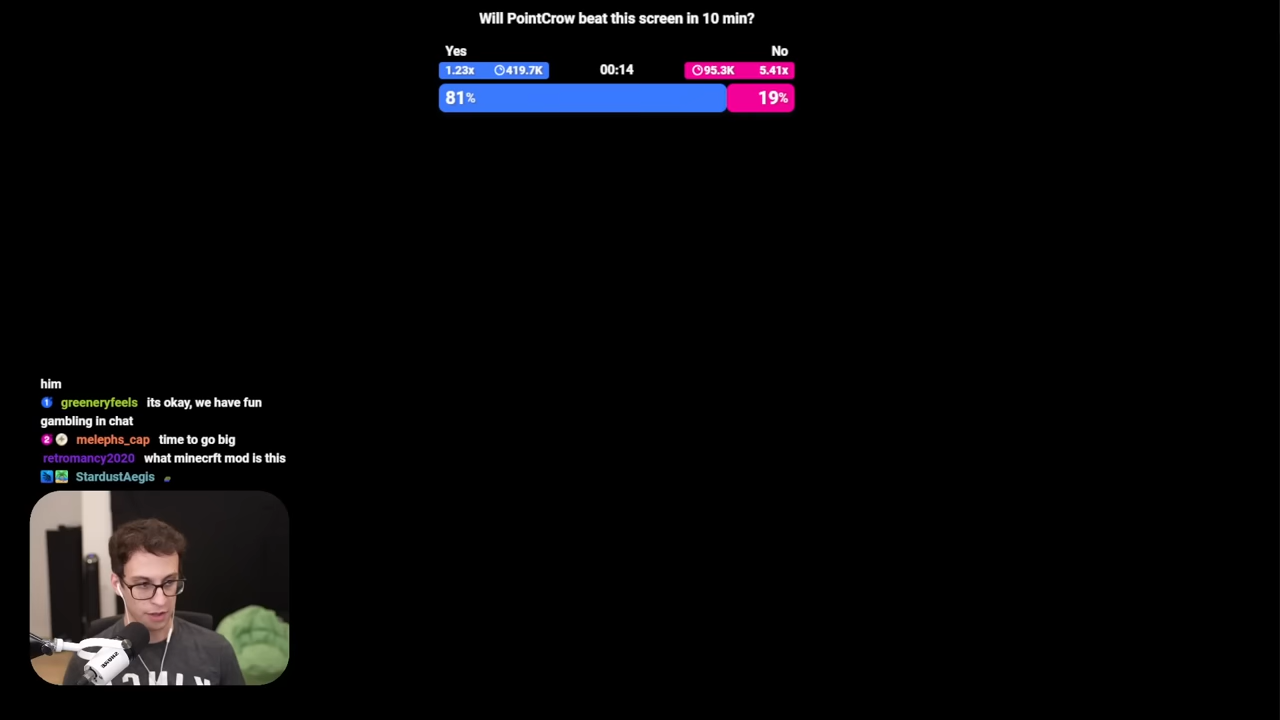 Will PointCrow beat this screen in 10 min?
Yes
No
1.23x 419.7K
00:14
95.3K 5.41x
81%
19%
him
1 greeneryfeels its okay, we have fun
gambling in chat
2 melephs_cap time to go big
retromancy2020 what minecrft mod is this
StardustAegis